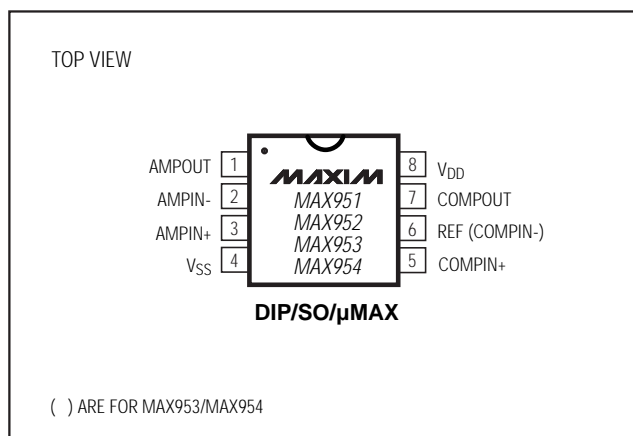 TOP VIEW
AMPOUT 1
AMPIN- 2
AMPIN+ 3
VSS 4
MAXIM
MAX951
MAX952
MAX953
MAX954
8 VDD
7 COMPOUT
6 REF (COMPIN-)
5 COMPIN+
DIP/SO/µMAX
( ) ARE FOR MAX953/MAX954